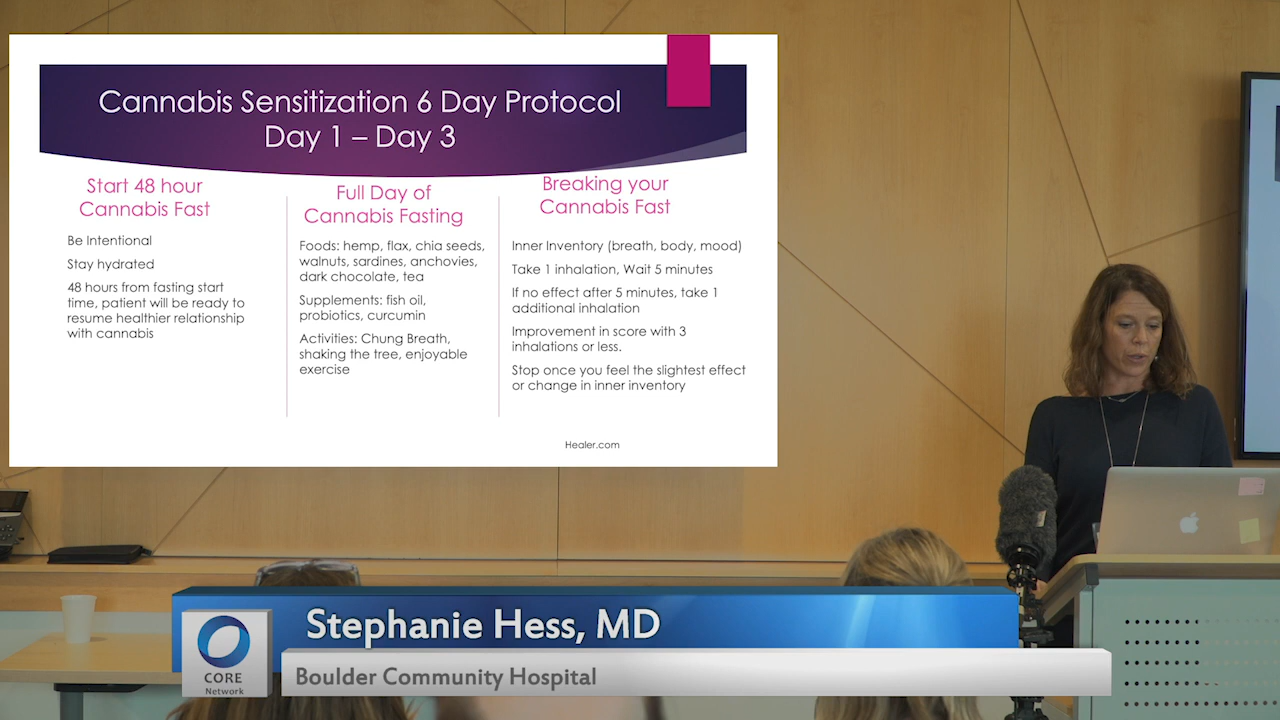 Cannabis Sensitization 6 Day Protocol
Day 1 – Day 3
Start 48 hour
Cannabis Fast
Be Intentional
Stay hydrated
48 hours from fasting start
time, patient will be ready to
resume healthier relationship
with cannabis
Full Day of
Cannabis Fasting
Foods: hemp, flax, chia seeds,
walnuts, sardines, anchovies,
dark chocolate, tea
Supplements: fish oil,
probiotics, curcumin
Activities: Chung Breath,
shaking the tree, enjoyable
exercise
Breaking your
Cannabis Fast
Inner Inventory (breath, body, mood)
Take 1 inhalation, Wait 5 minutes
If no effect after 5 minutes, take 1
additional inhalation
Improvement in score with 3
inhalations or less.
Stop once you feel the slightest effect
or change in inner inventory
Healer.com
Stephanie Hess, MD
Boulder Community Hospital
CORE
Network